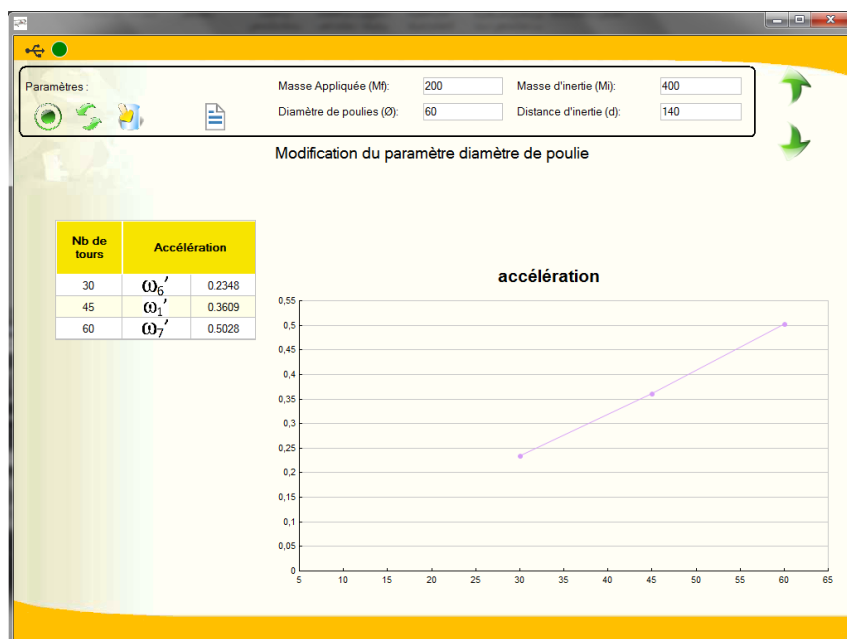 Paramètres :
Masse Appliquée (Mf): 200 Masse d'inertie (Mi): 400
Diamètre de poulies (Ø): 60 Distance d'inertie (d): 140
Modification du paramètre diamètre de poulie
Nb de tours Accélération
30 ω₆′ 0.2348
45 ω₁′ 0.3609
60 ω₇′ 0.5028
accélération
0,55
0,5
0,45
0,4
0,35
0,3
0,25
0,2
0,15
0,1
0,05
0
5 10 15 20 25 30 35 40 45 50 55 60 65